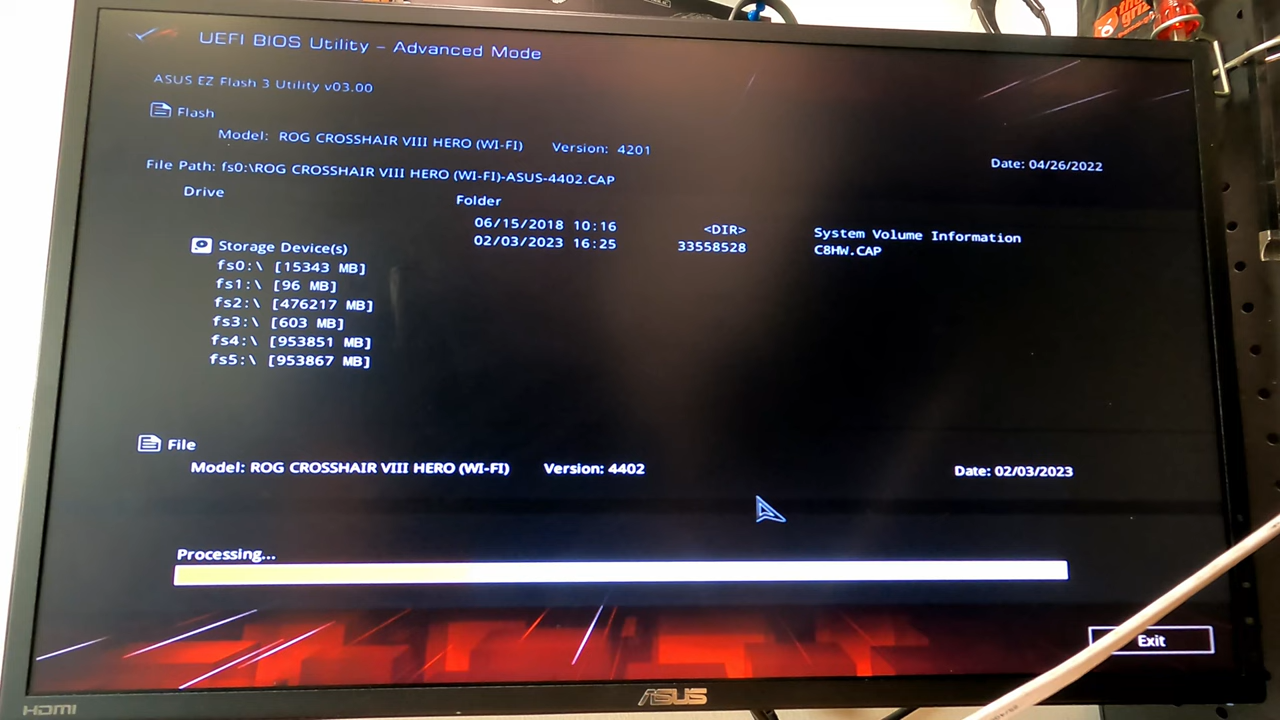 UEFI BIOS Utility – Advanced Mode
ASUS EZ Flash 3 Utility v03.00
Flash
Model: ROG CROSSHAIR VIII HERO (WI-FI) Version: 4201 Date: 04/26/2022
File Path: fs0:\ROG CROSSHAIR VIII HERO (WI-FI)-ASUS-4402.CAP
Drive Folder
06/15/2018 10:16 <DIR> System Volume Information
02/03/2023 16:25 33558528 C8HW.CAP
Storage Device(s)
fs0:\ [15343 MB]
fs1:\ [96 MB]
fs2:\ [476217 MB]
fs3:\ [603 MB]
fs4:\ [953851 MB]
fs5:\ [953867 MB]
File
Model: ROG CROSSHAIR VIII HERO (WI-FI) Version: 4402 Date: 02/03/2023
Processing...
Exit
HDMI
ASUS